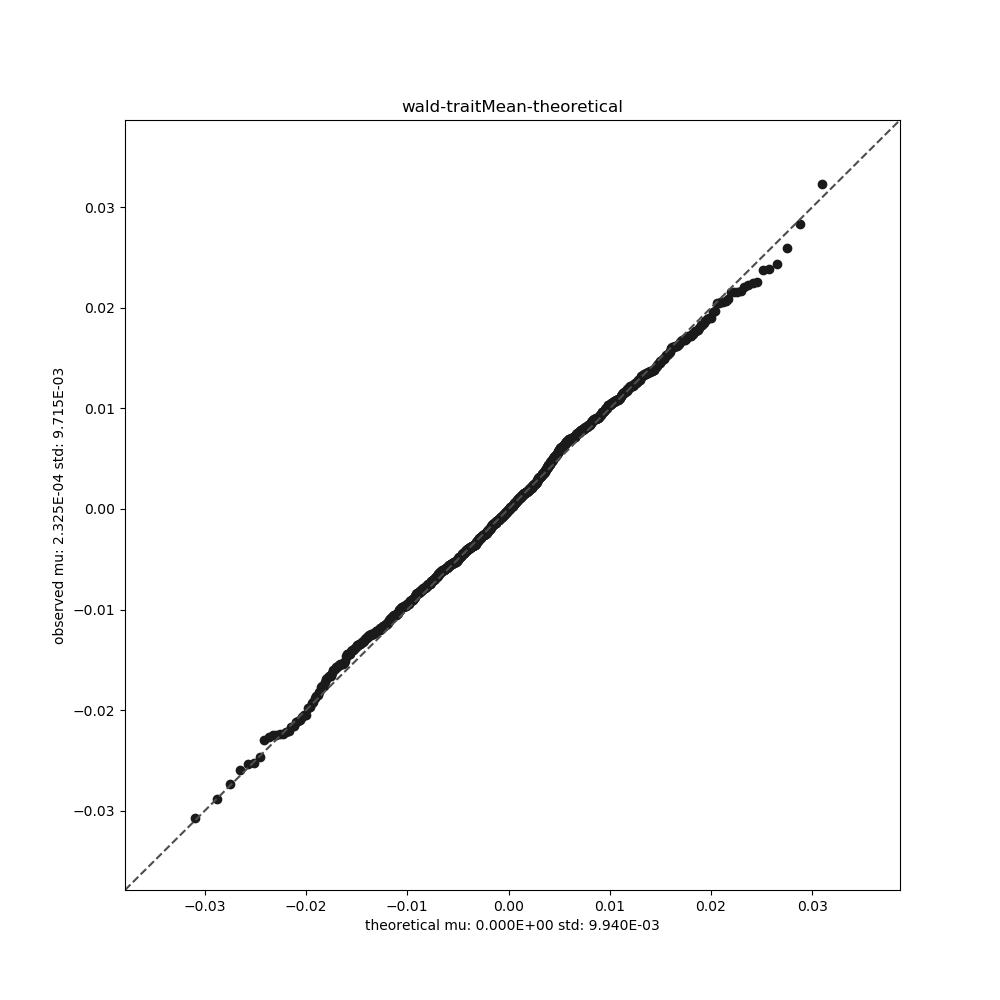 wald-traitMean-theoretical
0.03
0.02
0.01
0.00
−0.01
−0.02
−0.03
observed mu: 2.325E-04 std: 9.715E-03
−0.03 −0.02 −0.01 0.00 0.01 0.02 0.03
theoretical mu: 0.000E+00 std: 9.940E-03